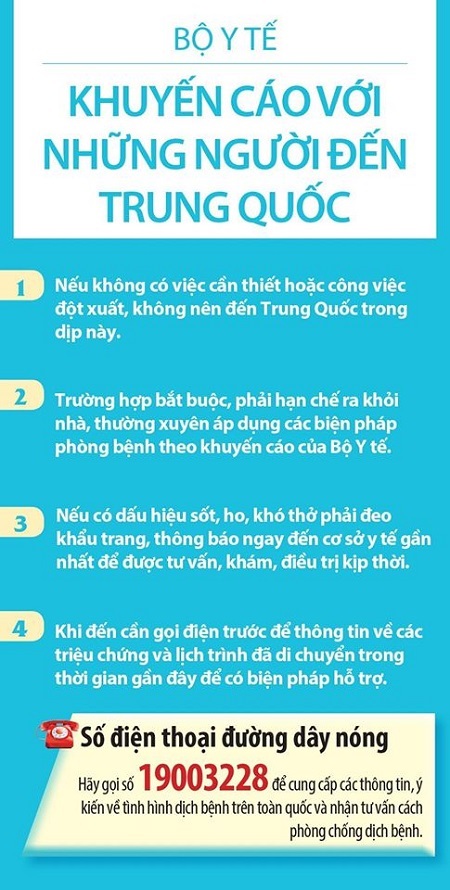 BỘ Y TẾ
KHUYẾN CÁO VỚI
NHỮNG NGƯỜI ĐẾN
TRUNG QUỐC
1
Nếu không có việc cần thiết hoặc công việc
đột xuất, không nên đến Trung Quốc trong
dịp này.
2
Trường hợp bắt buộc, phải hạn chế ra khỏi
nhà, thường xuyên áp dụng các biện pháp
phòng bệnh theo khuyến cáo của Bộ Y tế.
3
Nếu có dấu hiệu sốt, ho, khó thở phải đeo
khẩu trang, thông báo ngay đến cơ sở y tế gần
nhất để được tư vấn, khám, điều trị kịp thời.
4
Khi đến cần gọi điện trước để thông tin về các
triệu chứng và lịch trình đã di chuyển trong
thời gian gần đây để có biện pháp hỗ trợ.
Số điện thoại đường dây nóng
Hãy gọi số 19003228 để cung cấp các thông tin, ý
kiến về tình hình dịch bệnh trên toàn quốc và nhận tư vấn cách
phòng chống dịch bệnh.